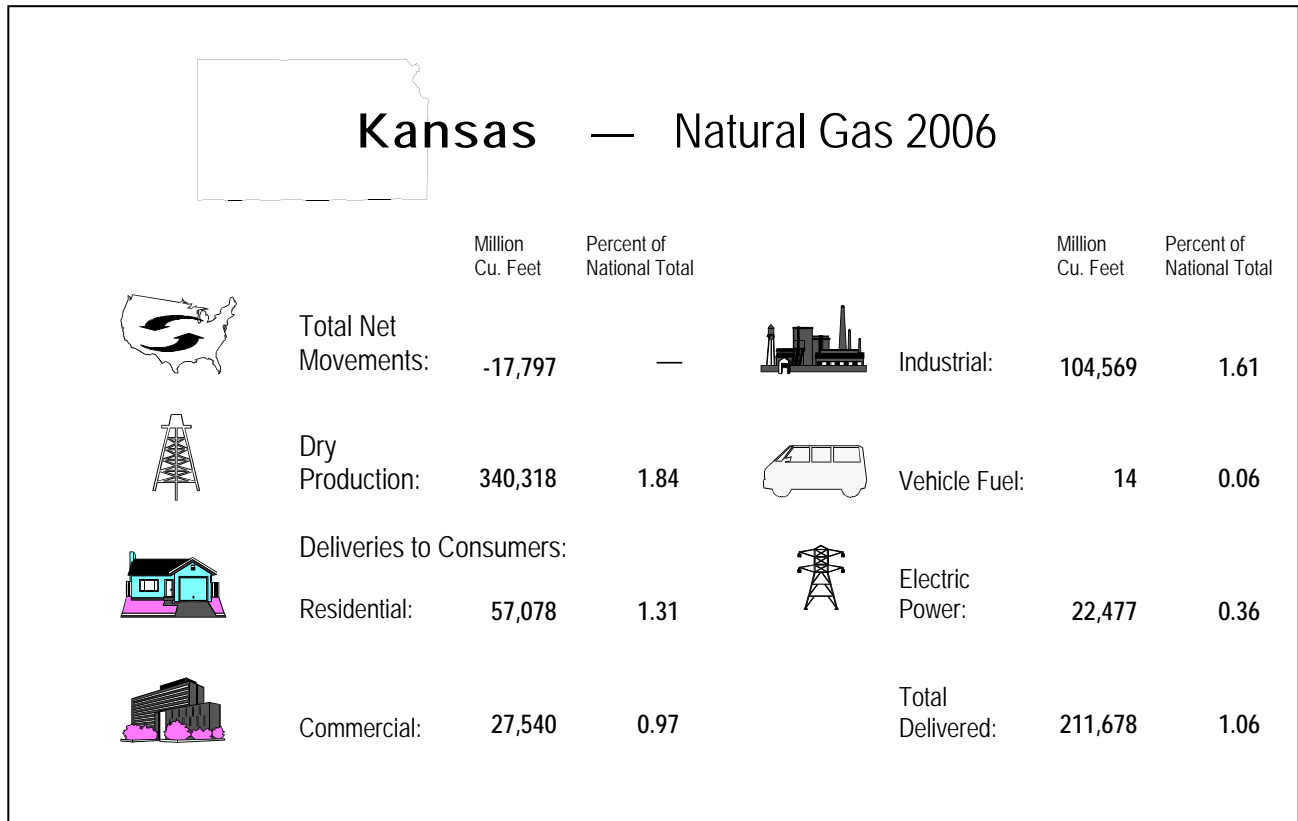 Kansas — Natural Gas 2006
Million Cu. Feet
Percent of National Total
Total Net Movements: -17,797 —
Dry Production: 340,318 1.84
Deliveries to Consumers:
Residential: 57,078 1.31
Commercial: 27,540 0.97
Million Cu. Feet
Percent of National Total
Industrial: 104,569 1.61
Vehicle Fuel: 14 0.06
Electric Power: 22,477 0.36
Total Delivered: 211,678 1.06